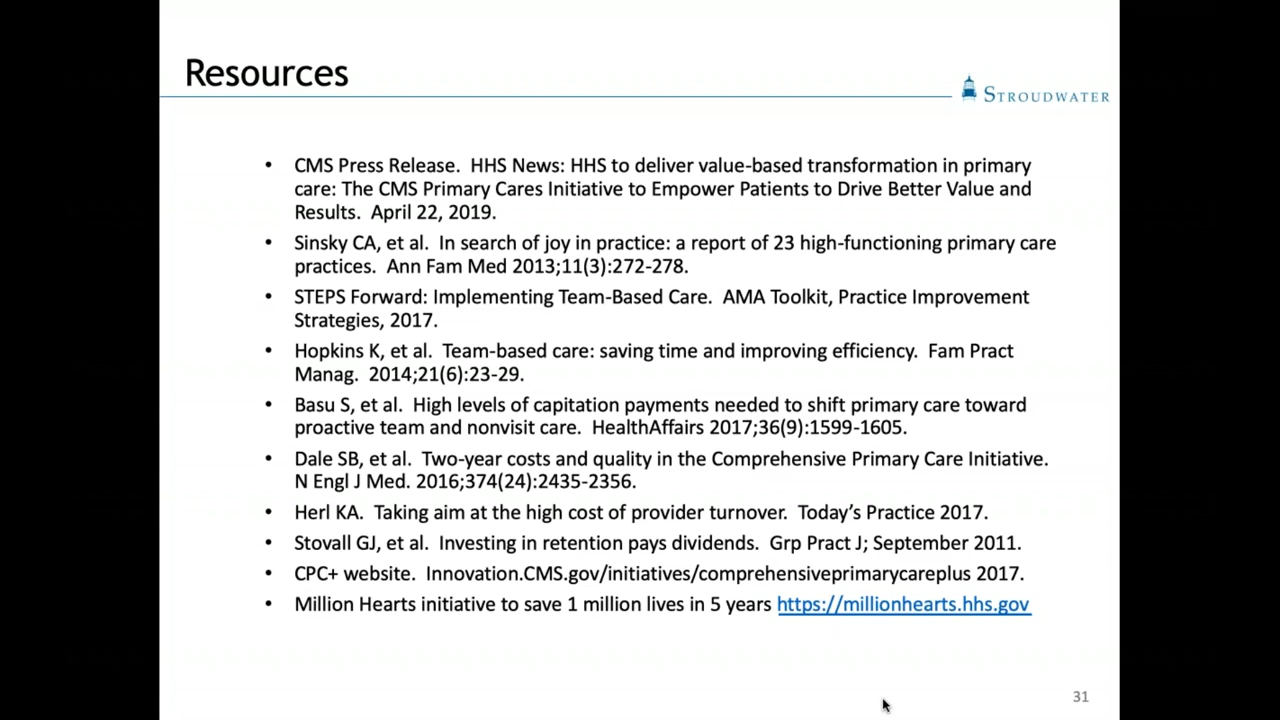 Resources
STROUDWATER
• CMS Press Release.  HHS News: HHS to deliver value-based transformation in primary
care: The CMS Primary Cares Initiative to Empower Patients to Drive Better Value and
Results.  April 22, 2019.
• Sinsky CA, et al.  In search of joy in practice: a report of 23 high-functioning primary care
practices.  Ann Fam Med 2013;11(3):272-278.
• STEPS Forward: Implementing Team-Based Care.  AMA Toolkit, Practice Improvement
Strategies, 2017.
• Hopkins K, et al.  Team-based care: saving time and improving efficiency.  Fam Pract
Manag.  2014;21(6):23-29.
• Basu S, et al.  High levels of capitation payments needed to shift primary care toward
proactive team and nonvisit care.  HealthAffairs 2017;36(9):1599-1605.
• Dale SB, et al.  Two-year costs and quality in the Comprehensive Primary Care Initiative.
N Engl J Med. 2016;374(24):2435-2356.
• Herl KA.  Taking aim at the high cost of provider turnover.  Today’s Practice 2017.
• Stovall GJ, et al.  Investing in retention pays dividends.  Grp Pract J; September 2011.
• CPC+ website.  Innovation.CMS.gov/initiatives/comprehensiveprimarycareplus 2017.
• Million Hearts initiative to save 1 million lives in 5 years https://millionhearts.hhs.gov
31